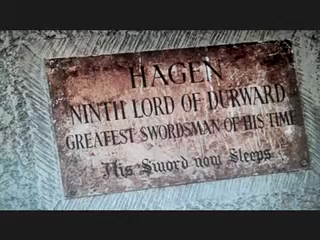 HAGEN
NINTH LORD OF DURWARD
GREATEST SWORDSMAN OF HIS TIME
His Sword now Sleeps